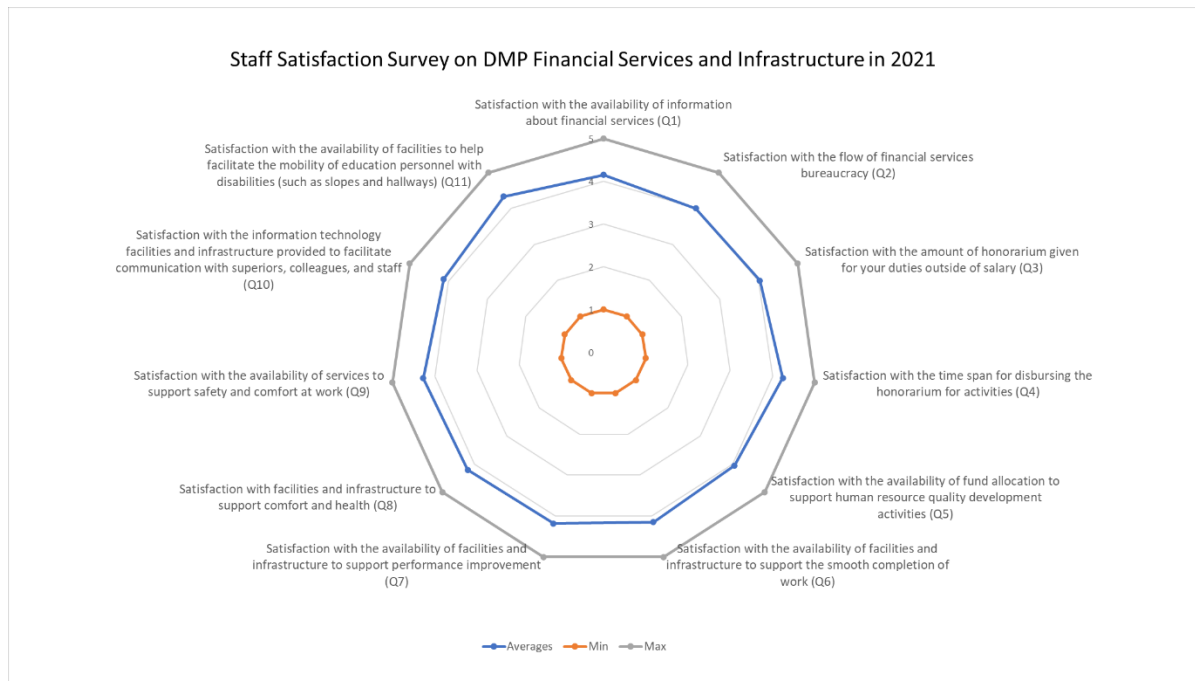 Staff Satisfaction Survey on DMP Financial Services and Infrastructure in 2021
Satisfaction with the availability of information
about financial services (Q1)
Satisfaction with the flow of financial services
bureaucracy (Q2)
Satisfaction with the amount of honorarium given
for your duties outside of salary (Q3)
Satisfaction with the time span for disbursing the
honorarium for activities (Q4)
Satisfaction with the availability of fund allocation to
support human resource quality development
activities (Q5)
Satisfaction with the availability of facilities and
infrastructure to support the smooth completion of
work (Q6)
Satisfaction with the availability of facilities and
infrastructure to support performance improvement
(Q7)
Satisfaction with facilities and infrastructure to
support comfort and health (Q8)
Satisfaction with the availability of services to
support safety and comfort at work (Q9)
Satisfaction with the information technology
facilities and infrastructure provided to facilitate
communication with superiors, colleagues, and staff
(Q10)
Satisfaction with the availability of facilities to help
facilitate the mobility of education personnel with
disabilities (such as slopes and hallways) (Q11)
5
4
3
2
1
0
Averages Min Max